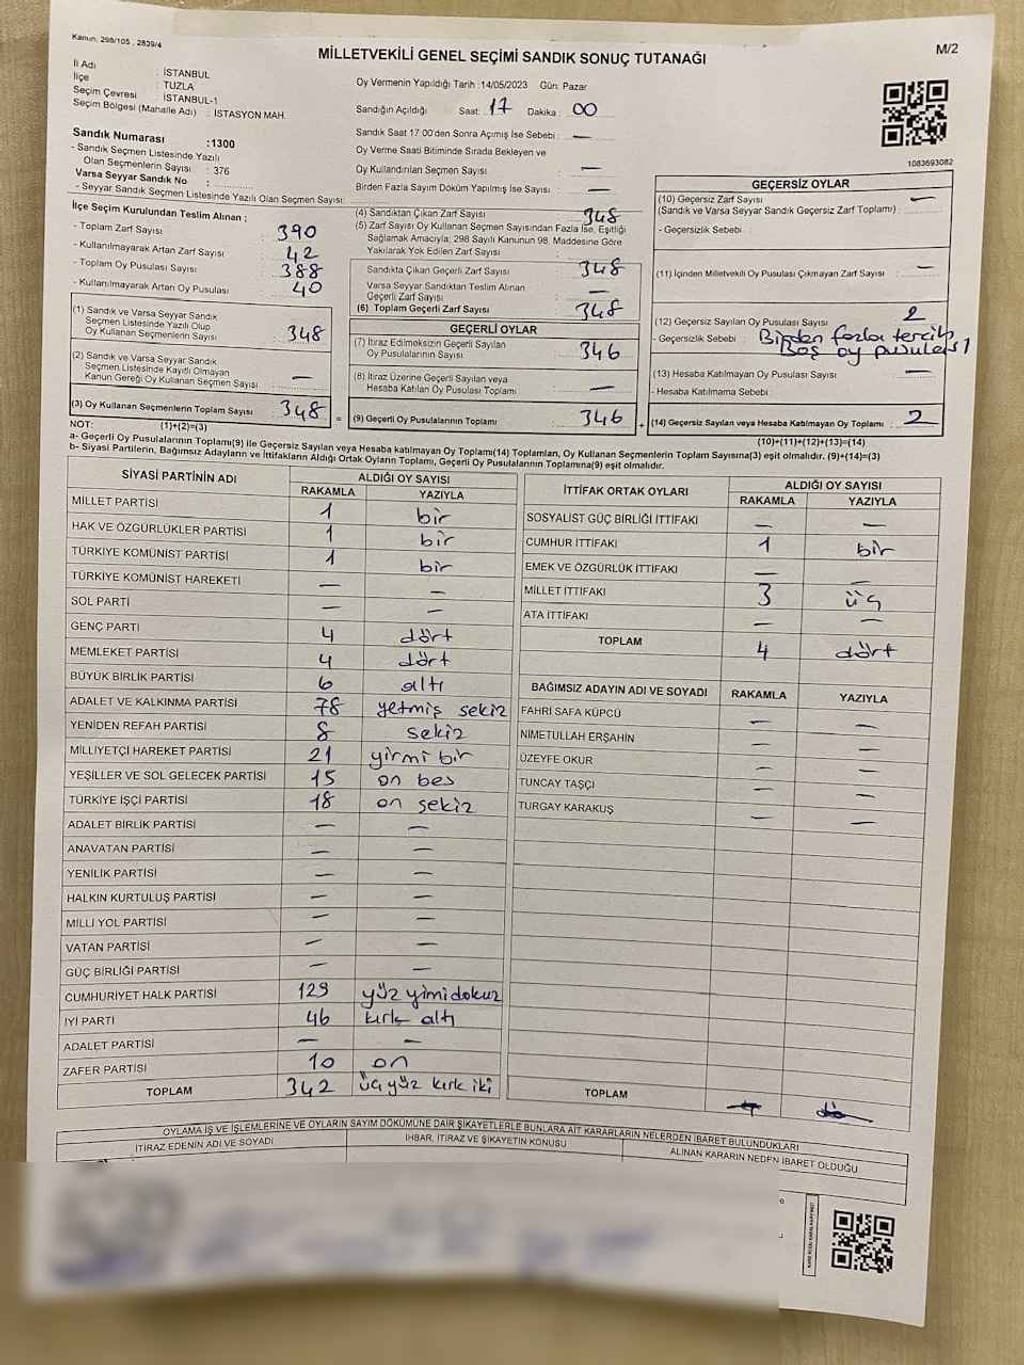 Kanun: 298/105 , 2839/4
M/2
MİLLETVEKİLİ GENEL SEÇİMİ SANDIK SONUÇ TUTANAĞI
İl Adı : İSTANBUL
İlçe : TUZLA
Seçim Çevresi : İSTANBUL-1
Seçim Bölgesi (Mahalle Adı) : İSTASYON MAH.
Oy Vermenin Yapıldığı Tarih :14/05/2023 Gün: Pazar
Sandığın Açıldığı Saat: 17 Dakika : 00
Sandık Saat 17:00'den Sonra Açımış İse Sebebi : —
Oy Verme Saati Bitiminde Sırada Bekleyen ve
Oy Kullandırılan Seçmen Sayısı : —
Birden Fazla Sayım Döküm Yapılmış İse Sayısı : —
1083693082
Sandık Numarası :1300
- Sandık Seçmen Listesinde Yazılı
Olan Seçmenlerin Sayısı : 376
Varsa Seyyar Sandık No :
- Seyyar Sandık Seçmen Listesinde Yazılı Olan Seçmen Sayısı:
İlçe Seçim Kurulundan Teslim Alınan ;
- Toplam Zarf Sayısı : 390
- Kullanılmayarak Artan Zarf Sayısı : 42
- Toplam Oy Pusulası Sayısı : 388
- Kullanılmayarak Artan Oy Pusulası : 40
(1) Sandık ve Varsa Seyyar Sandık
Seçmen Listesinde Yazılı Olup
Oy Kullanan Seçmenlerin Sayısı : 348
(2) Sandık ve Varsa Seyyar Sandık
Seçmen Listesinde Kayıtlı Olmayan
Kanun Gereği Oy Kullanan Seçmen Sayısı : —
(3) Oy Kullanan Seçmenlerin Toplam Sayısı : 348 =
NOT: (1)+(2)=(3)
(4) Sandıktan Çıkan Zarf Sayısı : 348
(5) Zarf Sayısı Oy Kullanan Seçmen Sayısından Fazla İse, Eşitliği
Sağlamak Amacıyla; 298 Sayılı Kanunun 98. Maddesine Göre
Yakılarak Yok Edilen Zarf Sayısı :
Sandıkta Çıkan Geçerli Zarf Sayısı : 348
Varsa Seyyar Sandıktan Teslim Alınan
Geçerli Zarf Sayısı : —
(6) Toplam Geçerli Zarf Sayısı : 348
GEÇERLİ OYLAR
(7) İtiraz Edilmeksizin Geçerli Sayılan
Oy Pusulalarının Sayısı : 346
(8) İtiraz Üzerine Geçerli Sayılan veya
Hesaba Katılan Oy Pusulası Toplamı : —
(9) Geçerli Oy Pusulalarının Toplamı : 346 +
GEÇERSİZ OYLAR
(10) Geçersiz Zarf Sayısı : —
(Sandık ve Varsa Seyyar Sandık Geçersiz Zarf Toplamı)
- Geçersizlik Sebebi :
(11) İçinden Milletvekili Oy Pusulası Çıkmayan Zarf Sayısı : —
(12) Geçersiz Sayılan Oy Pusulası Sayısı : 2
- Geçersizlik Sebebi : Birden fazla tercih
Boş oy pusulası
(13) Hesaba Katılmayan Oy Pusulası Sayısı : —
- Hesaba Katılmama Sebebi :
(14) Geçersiz Sayılan veya Hesaba Katılmayan Oy Toplamı : 2
(10)+(11)+(12)+(13)=(14)
a- Geçerli Oy Pusulalarının Toplamı(9) ile Geçersiz Sayılan veya Hesaba katılmayan Oy Toplamı(14) Toplamları, Oy Kullanan Seçmenlerin Toplam Sayısına(3) eşit olmalıdır. (9)+(14)=(3)
b- Siyasi Partilerin, Bağımsız Adayların ve İttifakların Aldığı Ortak Oyların Toplamı, Geçerli Oy Pusulalarının Toplamına(9) eşit olmalıdır.
SİYASİ PARTİNİN ADI ALDIĞI OY SAYISI
RAKAMLA YAZIYLA
MİLLET PARTİSİ 1 bir
HAK VE ÖZGÜRLÜKLER PARTİSİ 1 bir
TÜRKİYE KOMÜNİST PARTİSİ 1 bir
TÜRKİYE KOMÜNİST HAREKETİ — —
SOL PARTİ — —
GENÇ PARTİ 4 dört
MEMLEKET PARTİSİ 4 dört
BÜYÜK BİRLİK PARTİSİ 6 altı
ADALET VE KALKINMA PARTİSİ 78 yetmiş sekiz
YENİDEN REFAH PARTİSİ 8 sekiz
MİLLİYETÇİ HAREKET PARTİSİ 21 yirmi bir
YEŞİLLER VE SOL GELECEK PARTİSİ 15 on bes
TÜRKİYE İŞÇİ PARTİSİ 18 on sekiz
ADALET BİRLİK PARTİSİ — —
ANAVATAN PARTİSİ — —
YENİLİK PARTİSİ — —
HALKIN KURTULUŞ PARTİSİ — —
MİLLİ YOL PARTİSİ — —
VATAN PARTİSİ — —
GÜÇ BİRLİĞİ PARTİSİ — —
CUMHURİYET HALK PARTİSİ 129 yüz yimidokuz
İYİ PARTİ 46 kırk altı
ADALET PARTİSİ — —
ZAFER PARTİSİ 10 on
TOPLAM 342 üç yüz kırk iki
İTTİFAK ORTAK OYLARI ALDIĞI OY SAYISI
RAKAMLA YAZIYLA
SOSYALİST GÜÇ BİRLİĞİ İTTİFAKI — —
CUMHUR İTTİFAKI 1 bir
EMEK VE ÖZGÜRLÜK İTTİFAKI — —
MİLLET İTTİFAKI 3 üç
ATA İTTİFAKI — —
TOPLAM 4 dört
BAĞIMSIZ ADAYIN ADI VE SOYADI RAKAMLA YAZIYLA
FAHRİ SAFA KÜPCÜ — —
NİMETULLAH ERŞAHİN — —
ÜZEYFE OKUR — —
TUNCAY TAŞÇI — —
TURGAY KARAKUŞ — —
TOPLAM
OYLAMA İŞ VE İŞLEMLERİNE VE OYLARIN SAYIM DÖKÜMÜNE DAİR ŞİKAYETLERLE BUNLARA AİT KARARLARIN NELERDEN İBARET BULUNDUKLARI
İTİRAZ EDENİN ADI VE SOYADI İHBAR, İTİRAZ VE ŞİKAYETİN KONUSU ALINAN KARARIN NEDEN İBARET OLDUĞU